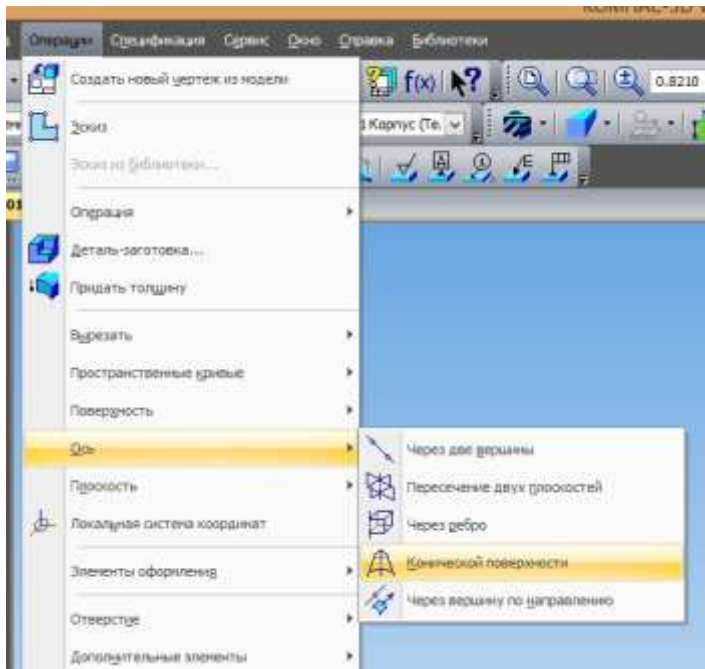 Операции Спецификация Сервис Окно Справка Библиотеки
Создать новый чертеж из модели
f(x) 0.8210
Эскиз
Корпус (Те.
Эскиз из библиотеки...
Операция
Деталь-заготовка...
Придать толщину
Вырезать
Пространственные кривые
Поверхность
Ось
Через две вершины
Плоскость
Пересечение двух плоскостей
Локальная система координат
Через ребро
Элементы оформления
Конической поверхности
Через вершину по направлению
Отверстие
Дополнительные элементы